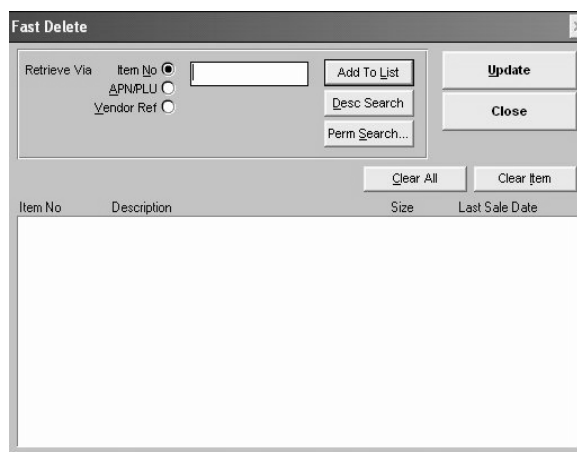 Fast Delete
Retrieve Via Item No Add To List Update
APN/PLU
Vendor Ref Desc Search Close
Perm Search...
Clear All Clear Item
Item No Description Size Last Sale Date